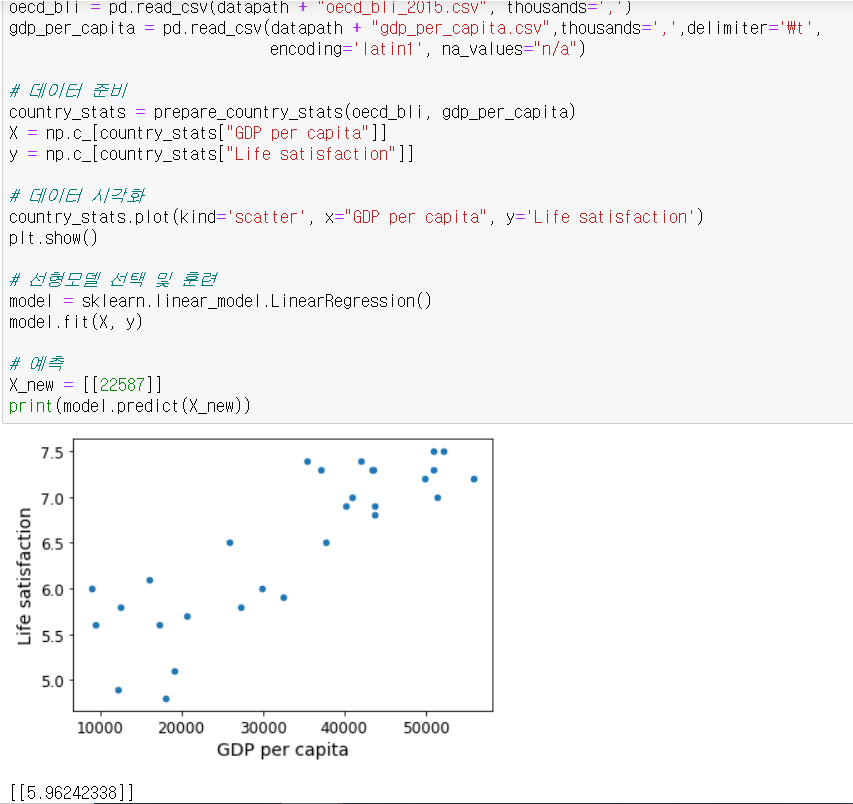 oecd_bli = pd.read_csv(datapath + "oecd_bli_2015.csv", thousands=',')
gdp_per_capita = pd.read_csv(datapath + "gdp_per_capita.csv",thousands=',',delimiter='₩t',
encoding='latin1', na_values="n/a")
# 데이터 준비
country_stats = prepare_country_stats(oecd_bli, gdp_per_capita)
X = np.c_[country_stats["GDP per capita"]]
y = np.c_[country_stats["Life satisfaction"]]
# 데이터 시각화
country_stats.plot(kind='scatter', x="GDP per capita", y='Life satisfaction')
plt.show()
# 선형모델 선택 및 훈련
model = sklearn.linear_model.LinearRegression()
model.fit(X, y)
# 예측
X_new = [[22587]]
print(model.predict(X_new))
7.5
7.0
6.5
6.0
5.5
5.0
Life satisfaction
10000 20000 30000 40000 50000
GDP per capita
[[5.96242338]]